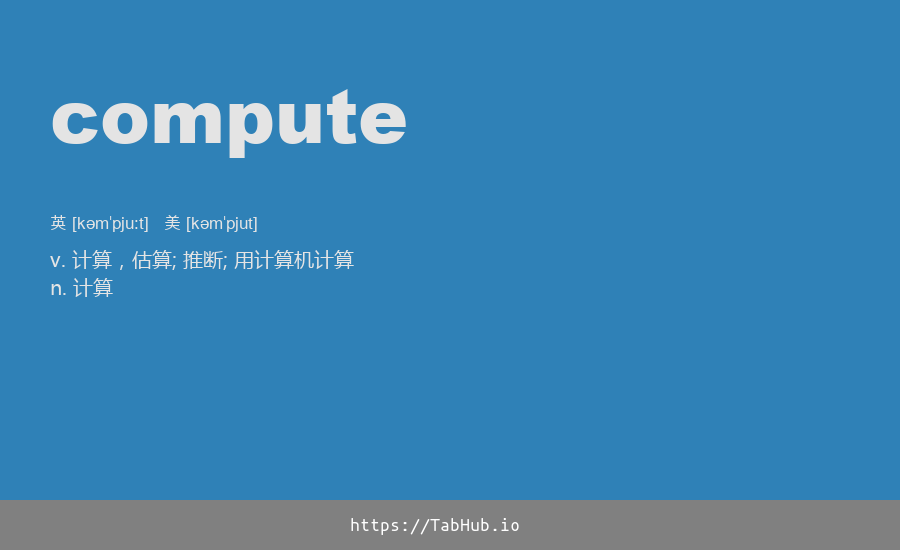 compute
英 [kəmˈpjuːt] 美 [kəmˈpjut]
v. 计算，估算; 推断; 用计算机计算
n. 计算
https://TabHub.io